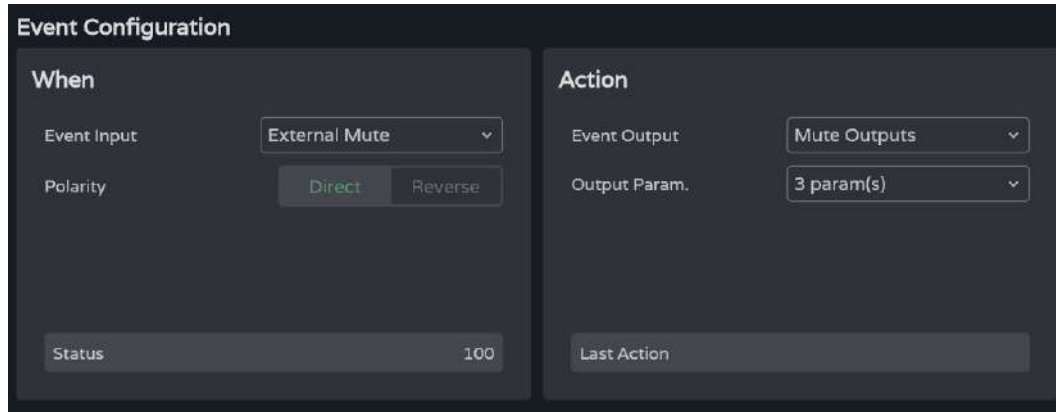 Event Configuration
When
Event Input External Mute
Polarity Direct Reverse
Status 100
Action
Event Output Mute Outputs
Output Param. 3 param(s)
Last Action